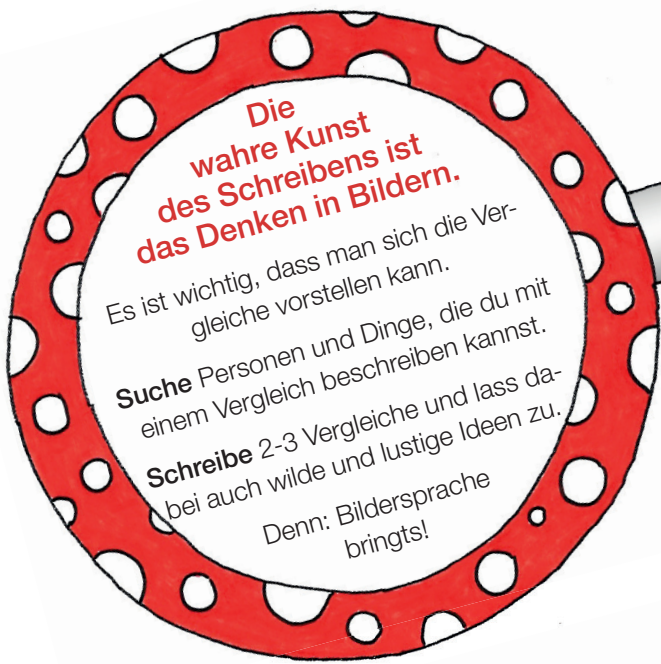 Die
wahre Kunst
des Schreibens ist
das Denken in Bildern.
Es ist wichtig, dass man sich die Ver-
gleiche vorstellen kann.
Suche Personen und Dinge, die du mit
einem Vergleich beschreiben kannst.
Schreibe 2-3 Vergleiche und lass da-
bei auch wilde und lustige Ideen zu.
Denn: Bildersprache
bringts!